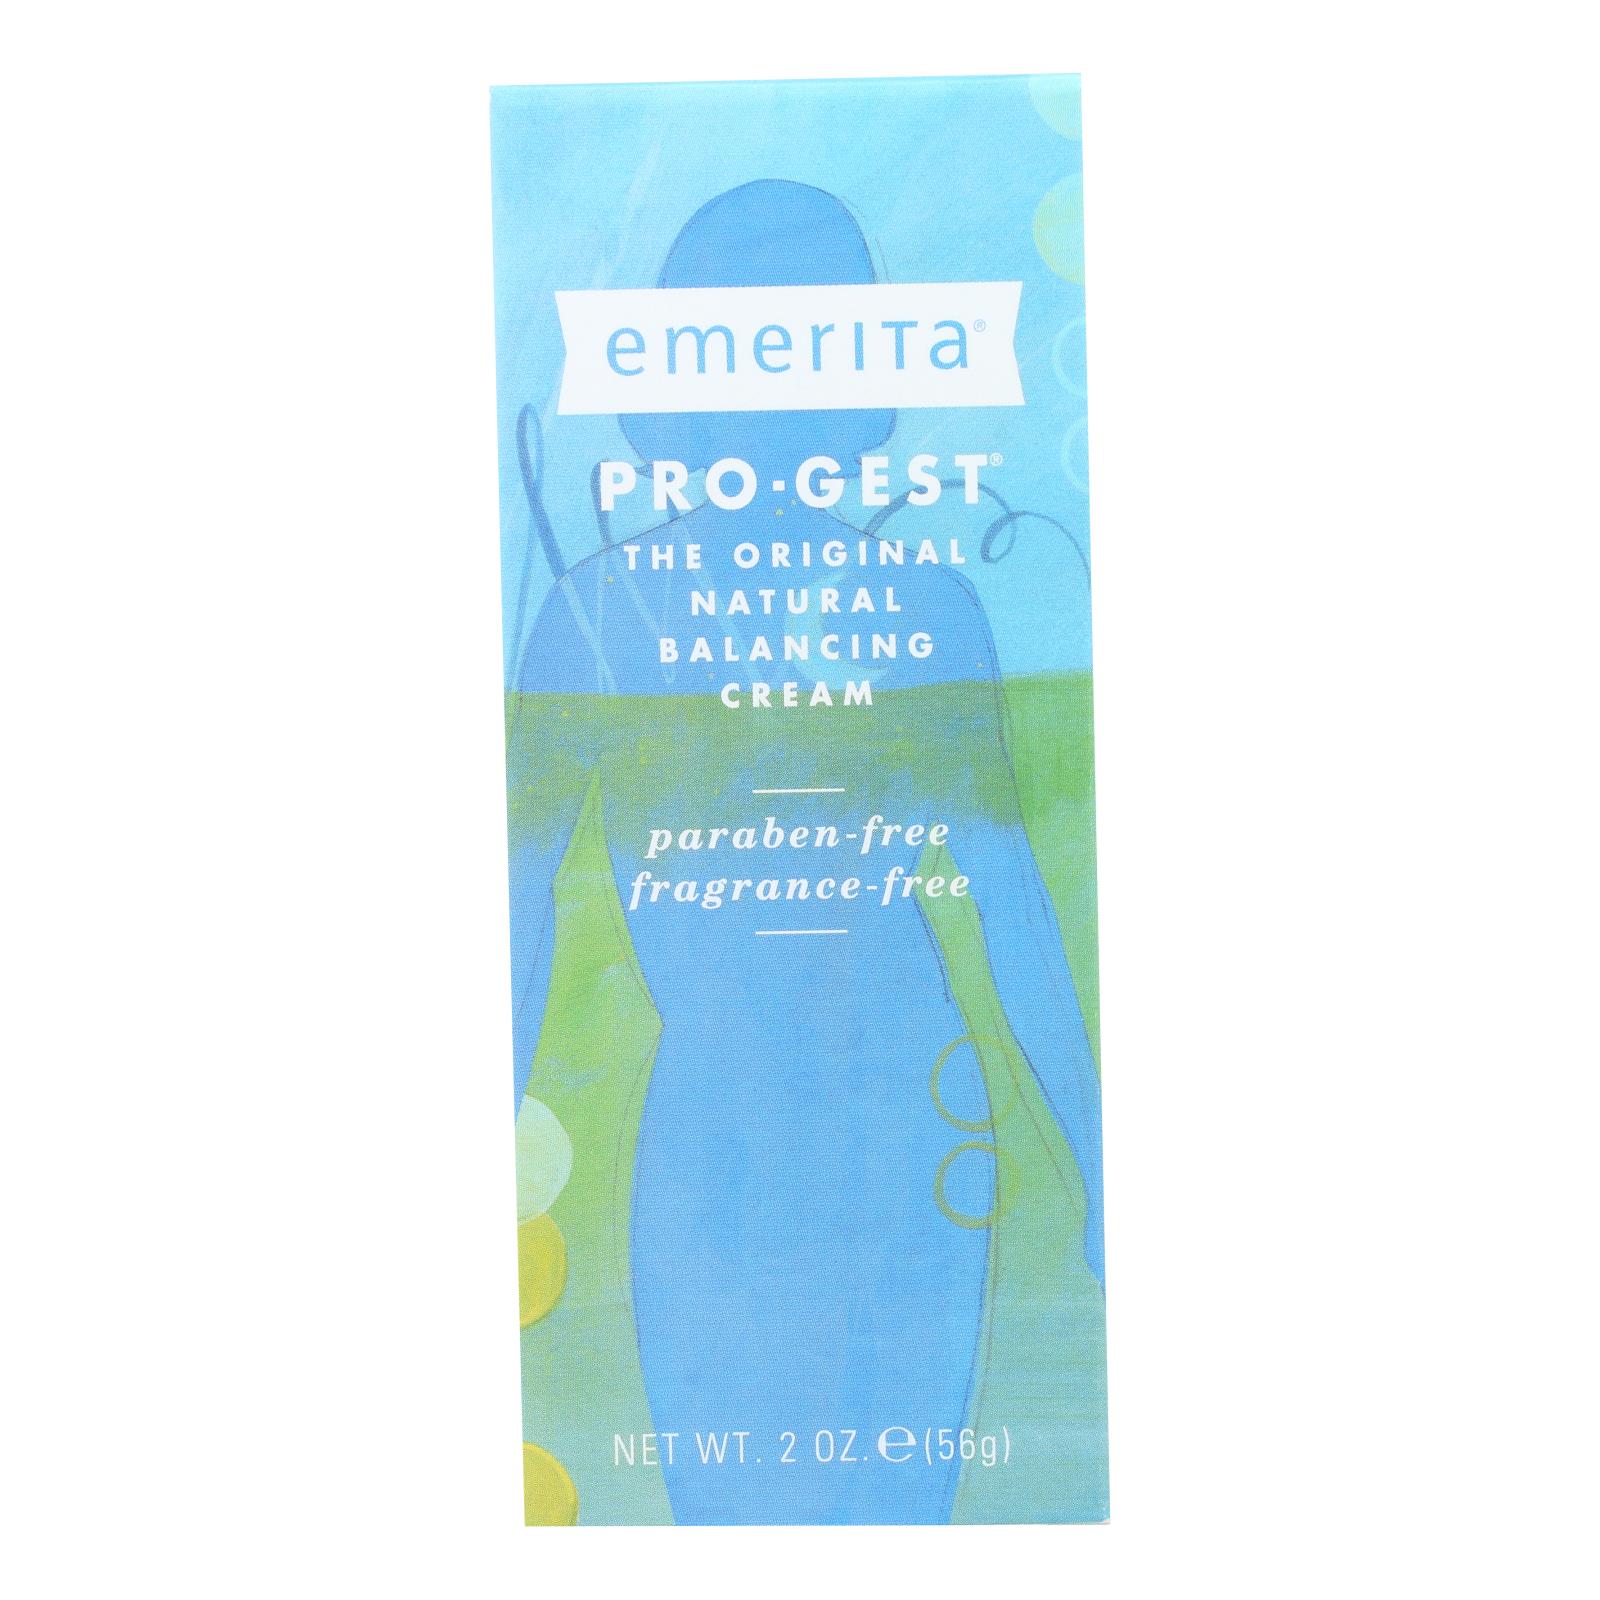 emerita®
PRO·GEST®
THE ORIGINAL
NATURAL
BALANCING
CREAM
paraben-free
fragrance-free
NET WT. 2 OZ. ℮ (56g)